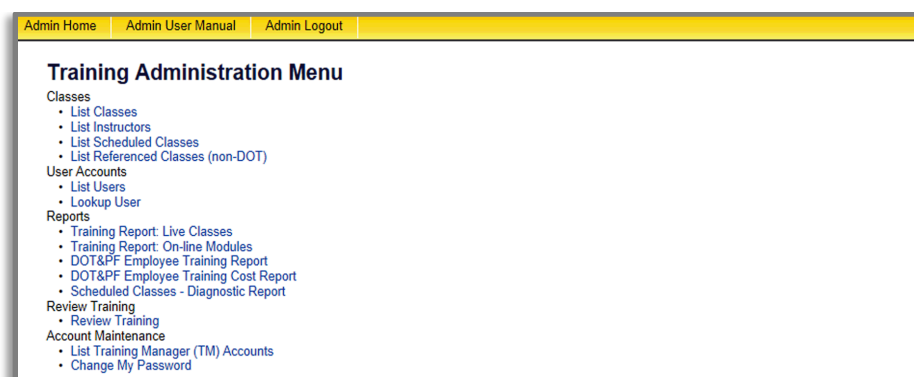 Admin Home Admin User Manual Admin Logout
Training Administration Menu
Classes
• List Classes
• List Instructors
• List Scheduled Classes
• List Referenced Classes (non-DOT)
User Accounts
• List Users
• Lookup User
Reports
• Training Report: Live Classes
• Training Report: On-line Modules
• DOT&PF Employee Training Report
• DOT&PF Employee Training Cost Report
• Scheduled Classes - Diagnostic Report
Review Training
• Review Training
Account Maintenance
• List Training Manager (TM) Accounts
• Change My Password